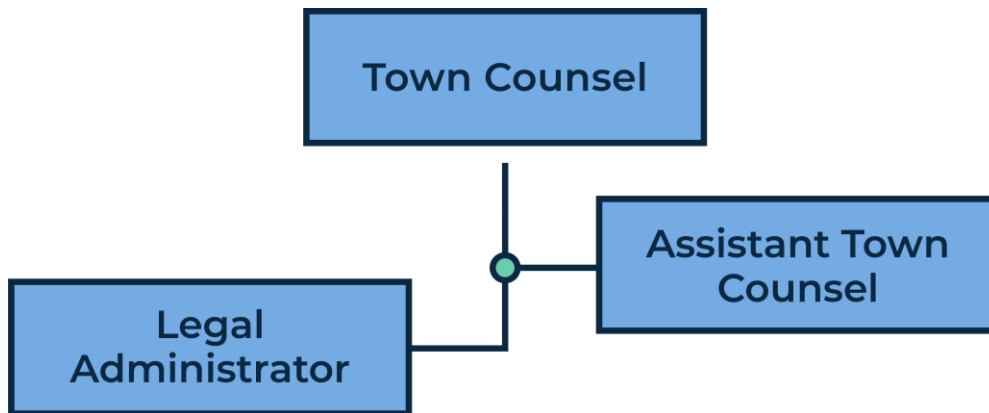 Town Counsel
Assistant Town
Counsel
Legal
Administrator